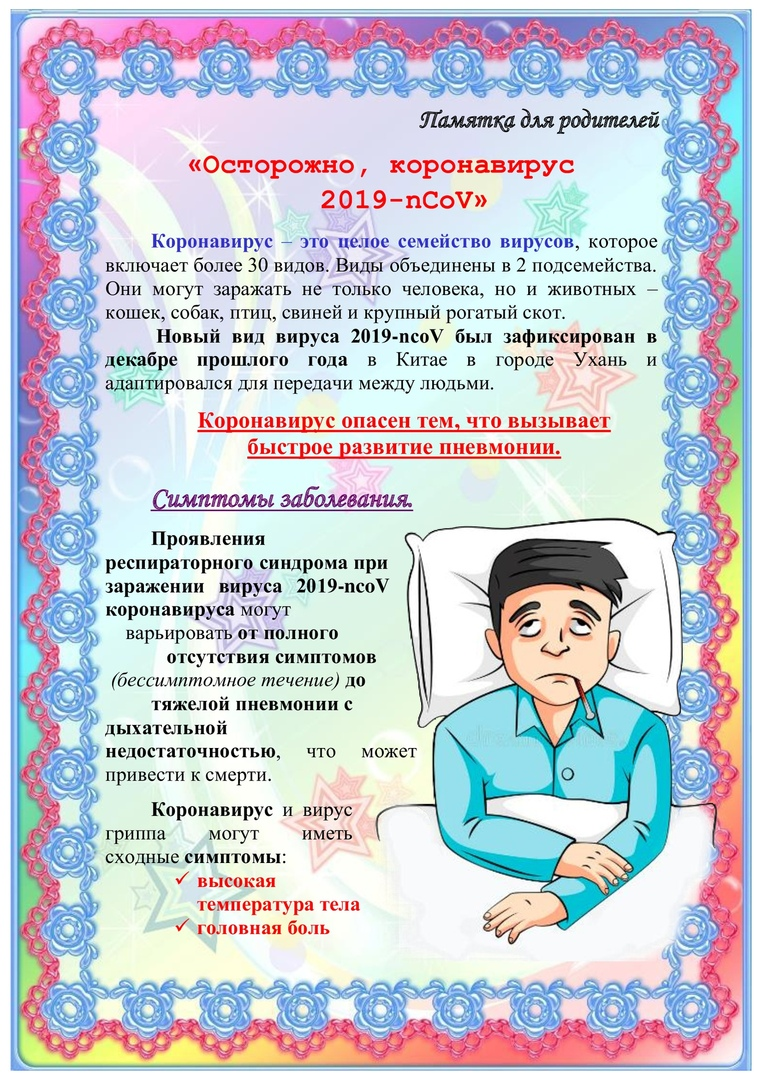 Памятка для родителей
«Осторожно, коронавирус
2019-nCoV»
Коронавирус – это целое семейство вирусов, которое
включает более 30 видов. Виды объединены в 2 подсемейства.
Они могут заражать не только человека, но и животных –
кошек, собак, птиц, свиней и крупный рогатый скот.
Новый вид вируса 2019-ncoV был зафиксирован в
декабре прошлого года в Китае в городе Ухань и
адаптировался для передачи между людьми.
Коронавирус опасен тем, что вызывает
быстрое развитие пневмонии.
Симптомы заболевания.
Проявления
респираторного синдрома при
заражении вируса 2019-ncoV
коронавируса могут
варьировать от полного
отсутствия симптомов
(бессимптомное течение) до
тяжелой пневмонии с
дыхательной
недостаточностью, что может
привести к смерти.
Коронавирус и вирус
гриппа могут иметь
сходные симптомы:
✓ высокая
температура тела
✓ головная боль